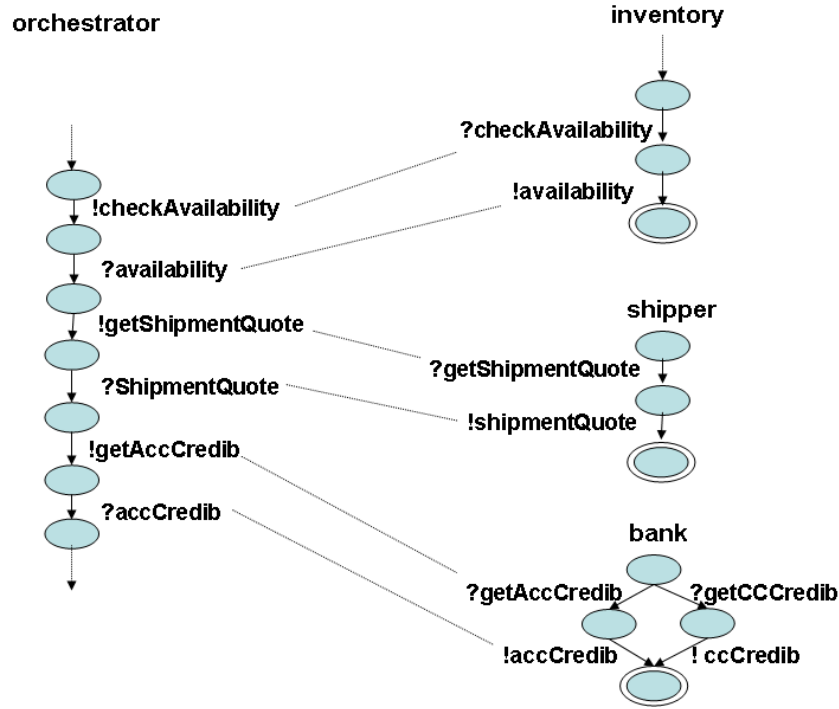 orchestrator
!checkAvailability
?availability
!getShipmentQuote
?ShipmentQuote
!getAccCredib
?accCredib
inventory
?checkAvailability
!availability
shipper
?getShipmentQuote
!shipmentQuote
bank
?getAccCredib
?getCCCredib
!accCredib
! ccCredib